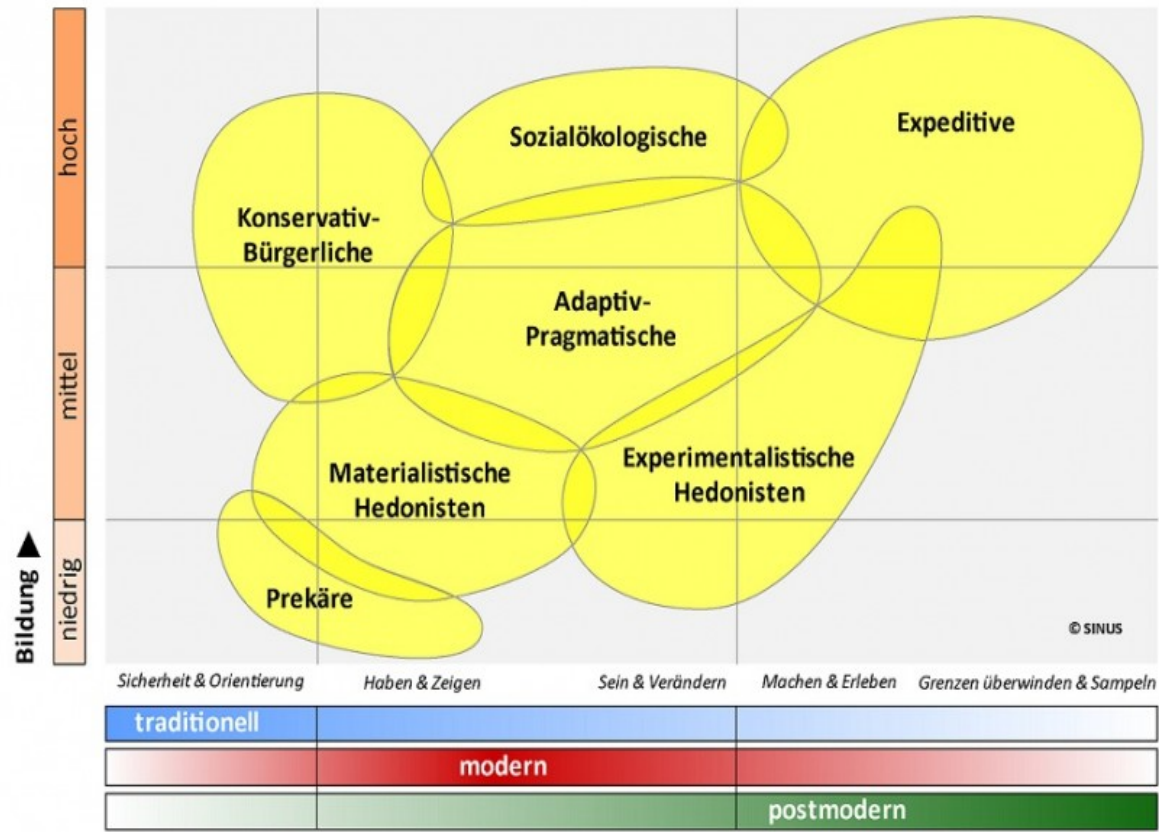 hoch
mittel
niedrig
Bildung ▶
Sozialökologische
Expeditive
Konservativ-
Bürgerliche
Adaptiv-
Pragmatische
Materialistische
Hedonisten
Experimentalistische
Hedonisten
Prekäre
© SINUS
Sicherheit & Orientierung
Haben & Zeigen
Sein & Verändern
Machen & Erleben
Grenzen überwinden & Sampeln
traditionell
modern
postmodern